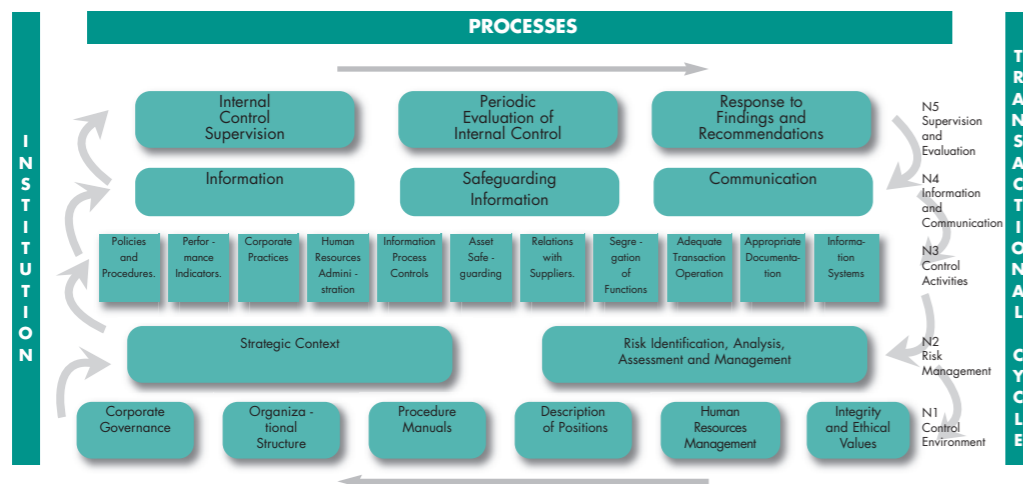 PROCESSES
INSTITUTION
TRANSACTIONAL CYCLE
Internal
Control
Supervision
Periodic
Evaluation of
Internal Control
Response to
Findings and
Recommendations
N5
Supervision
and
Evaluation
Information
Safeguarding
Information
Communication
N4
Information
and
Communication
Policies
and
Procedures.
Perfor -
mance
Indicators.
Corporate
Practices
Human
Resources
Admini -
stration
Information
Process
Controls
Asset
Safe -
guarding
Relations
with
Suppliers.
Segre -
gation
of
Functions
Adequate
Transaction
Operation
Appropriate
Documenta-
tion
Informa-
tion
Systems
N3
Control
Activities
Strategic Context
Risk Identification, Analysis,
Assessment and Management
N2
Risk
Management
Corporate
Governance
Organiza -
tional
Structure
Procedure
Manuals
Description
of Positions
Human
Resources
Management
Integrity
and Ethical
Values
N1
Control
Environment